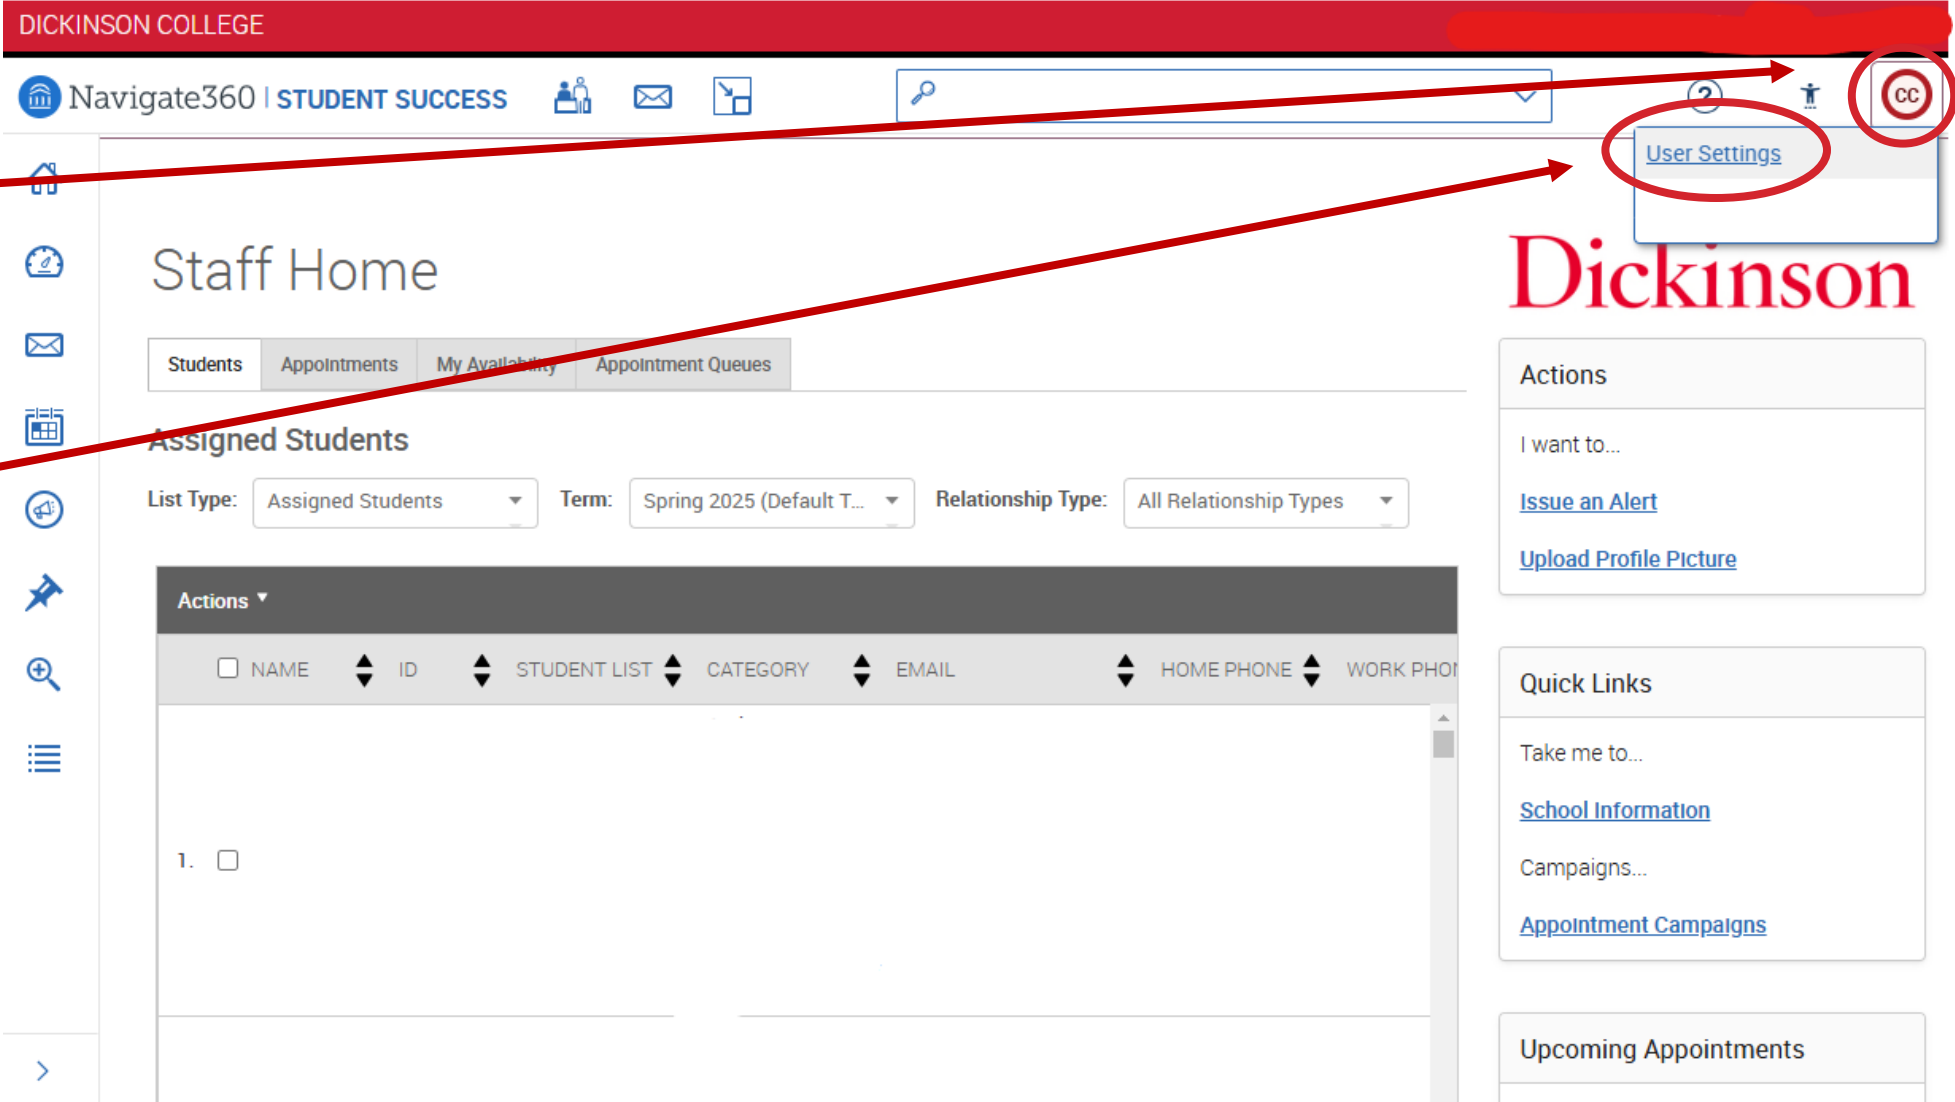 DICKINSON COLLEGE
Navigate360 | STUDENT SUCCESS
?
CC
User Settings
Staff Home
Dickinson
Students
Appointments
My Availability
Appointment Queues
Assigned Students
List Type: Assigned Students
Term: Spring 2025 (Default T...
Relationship Type: All Relationship Types
Actions
NAME ID STUDENT LIST CATEGORY EMAIL HOME PHONE WORK PHON
1.
Actions
I want to...
Issue an Alert
Upload Profile Picture
Quick Links
Take me to...
School Information
Campaigns...
Appointment Campaigns
Upcoming Appointments